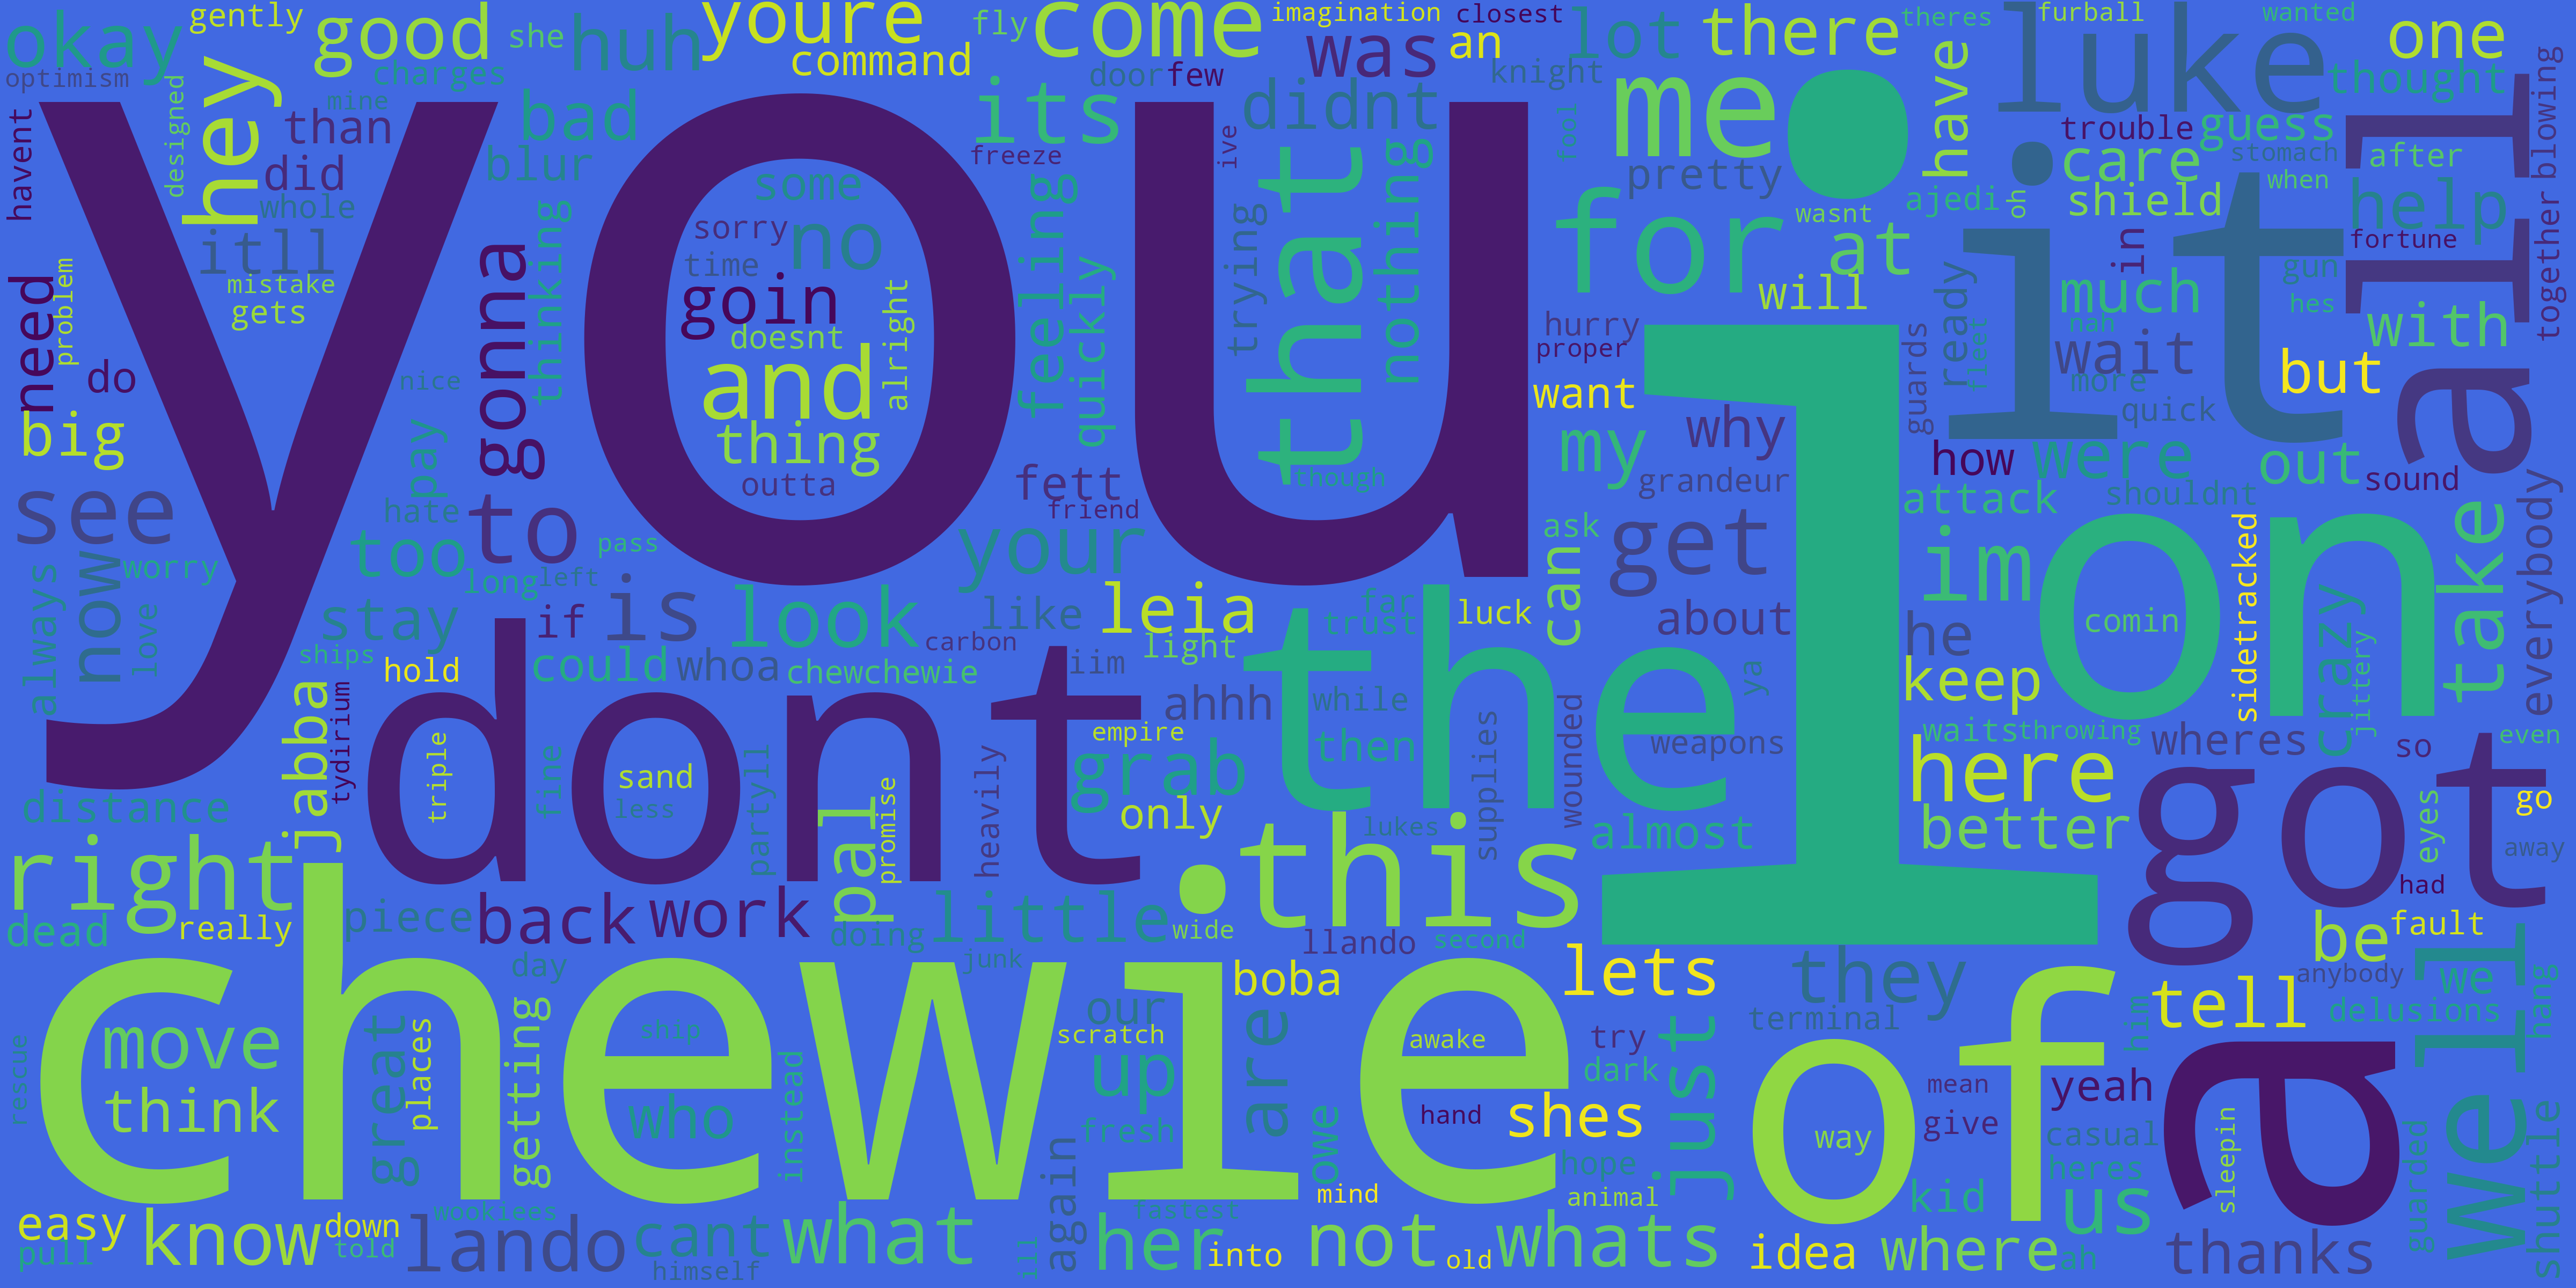 okay
gently
good
she
huh
youre
command
fly
come
imagination
closest
was
an
lot
there
theres
furball
wanted
luke
one
optimism
charges
hey
mine
than
designed
did
whole
havent
itll
mistake
gets
bad
blur
some
sorry
no
time
goin
doesnt
and
alright
thing
outta
its
door
few
freeze
ive
didnt
knight
me
pretty
fool
have
trouble
guess
care
stomach
shield
thought
after
when
help
together
blowing
all
you
need
problem
do
big
nice
gonna
thinking
feeling
quickly
trying
that
nothing
though
for
wasnt
at
will
ajedi
oh
i
it
in
much
gun
hes
nah
fortune
with
hurry
proper
want
my
why
guards
ready
fleet
wait
more
quick
but
see
now
always
worry
love
pay
hate
too
to
pass
long
left
stay
ships
is
if
look
fett
friend
your
like
leia
light
carbon
whoa
could
chewchewie
iim
hold
ask
can
get
grandeur
about
how
were
attack
shouldnt
out
sound
im
he
on
comin
sidetracked
take
everybody
crazy
jittery
far
trust
luck
dont
triple
tydirium
jabba
sand
less
fine
partyll
pal
promise
heavily
ahhh
empire
grab
only
the
while
then
lukes
supplies
wounded
ya
weapons
almost
keep
waits
throwing
here
better
wheres
so
even
go
eyes
away
had
got
distance
right
dead
really
piece
back
work
doing
little
junk
wide
this
llando
second
be
fault
anybody
we
delusions
hang
well
chewie
move
think
rescue
great
places
day
getting
ship
who
instead
our
scratch
up
fresh
boba
are
owe
lets
awake
hand
try
dark
shes
hope
animal
just
they
terminal
of
way
mean
give
him
yeah
casual
heres
kid
us
tell
a
sleepin
guarded
shuttle
easy
pull
know
down
told
wookiees
lando
cant
himself
what
ill
again
her
fastest
into
mind
not
old
whats
idea
where
ah
thanks